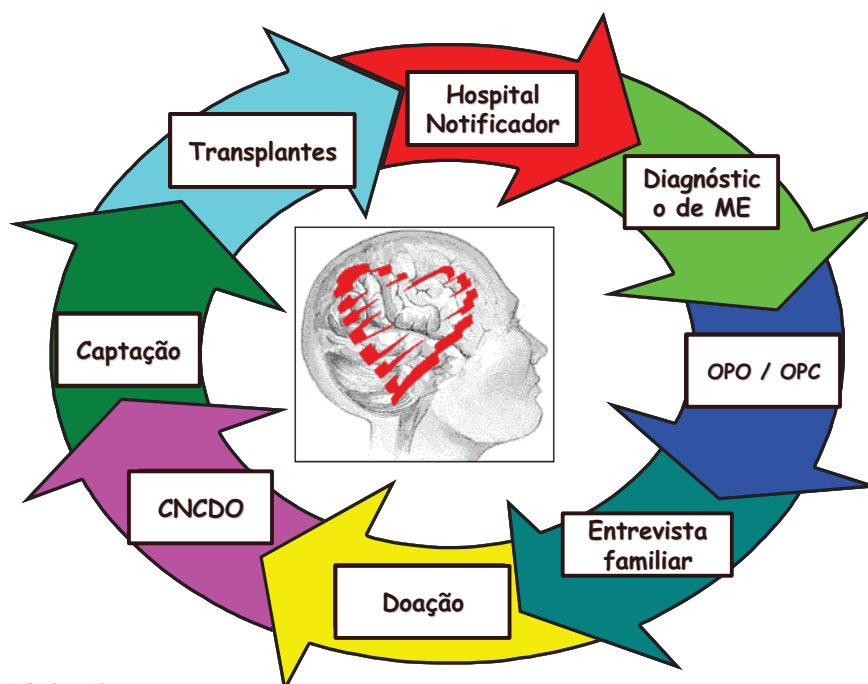 Hospital
Notificador
Diagnóstic
o de ME
OPO / OPC
Entrevista
familiar
Doação
CNCDO
Captação
Transplantes